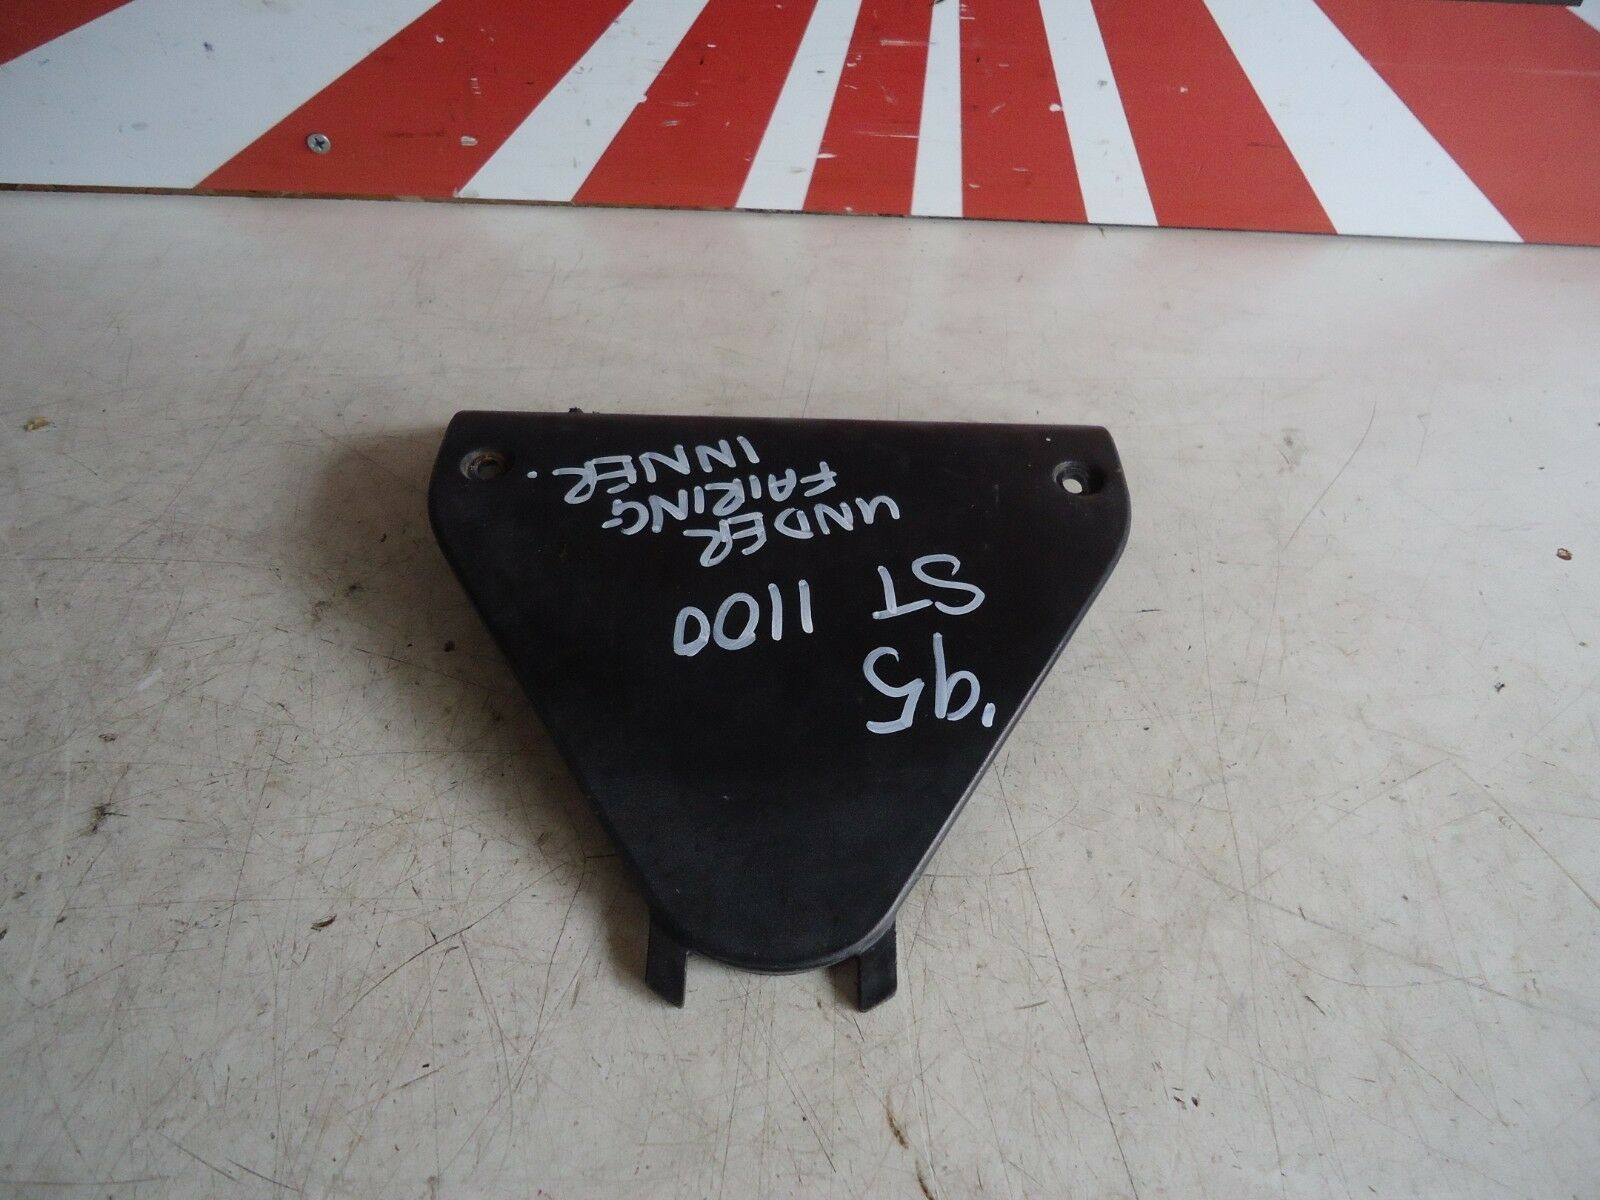 '95
ST 1100
UNDER
FAIRING
INNER.